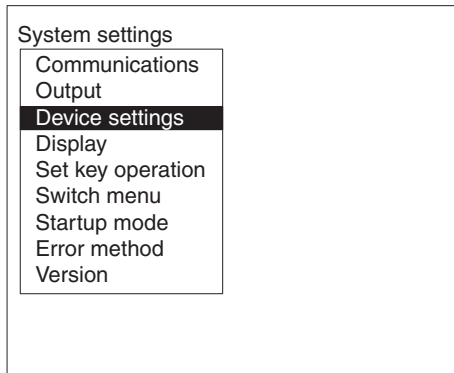 System settings
Communications
Output
Device settings
Display
Set key operation
Switch menu
Startup mode
Error method
Version